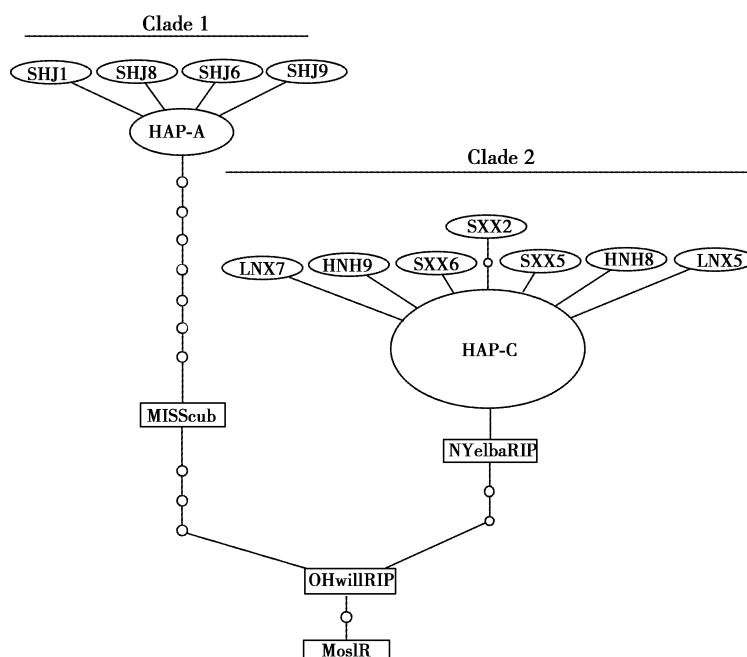 Clade 1
SHJ1 SHJ8 SHJ6 SHJ9
HAP-A
Clade 2
SXX2
LNX7 HNH9 SXX6 SXX5 HNH8 LNX5
HAP-C
MISScub
NYelbaRIP
OHwillRIP
MoslR